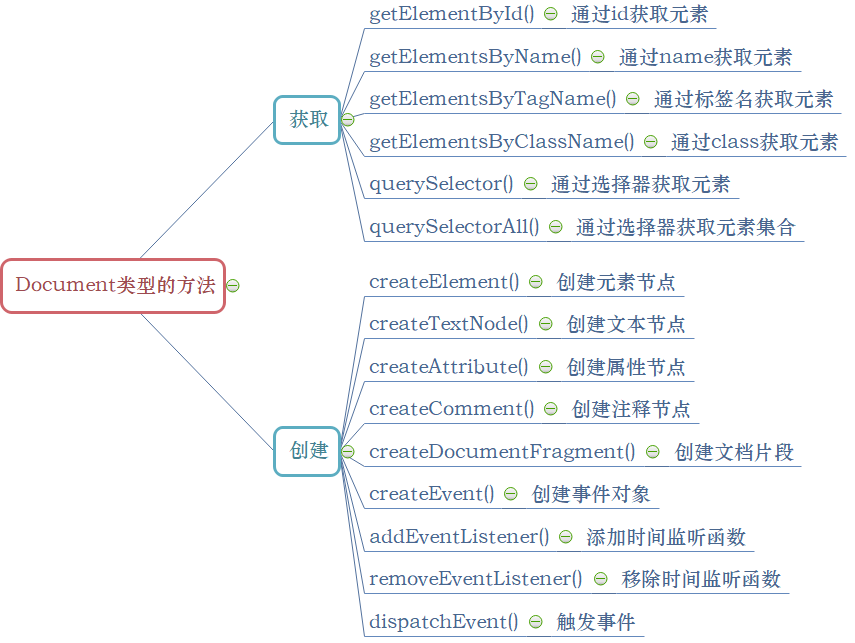 Document类型的方法
获取
getElementById() 通过id获取元素
getElementsByName() 通过name获取元素
getElementsByTagName() 通过标签名获取元素
getElementsByClassName() 通过class获取元素
querySelector() 通过选择器获取元素
querySelectorAll() 通过选择器获取元素集合
创建
createElement() 创建元素节点
createTextNode() 创建文本节点
createAttribute() 创建属性节点
createComment() 创建注释节点
createDocumentFragment() 创建文档片段
createEvent() 创建事件对象
addEventListener() 添加时间监听函数
removeEventListener() 移除时间监听函数
dispatchEvent() 触发事件